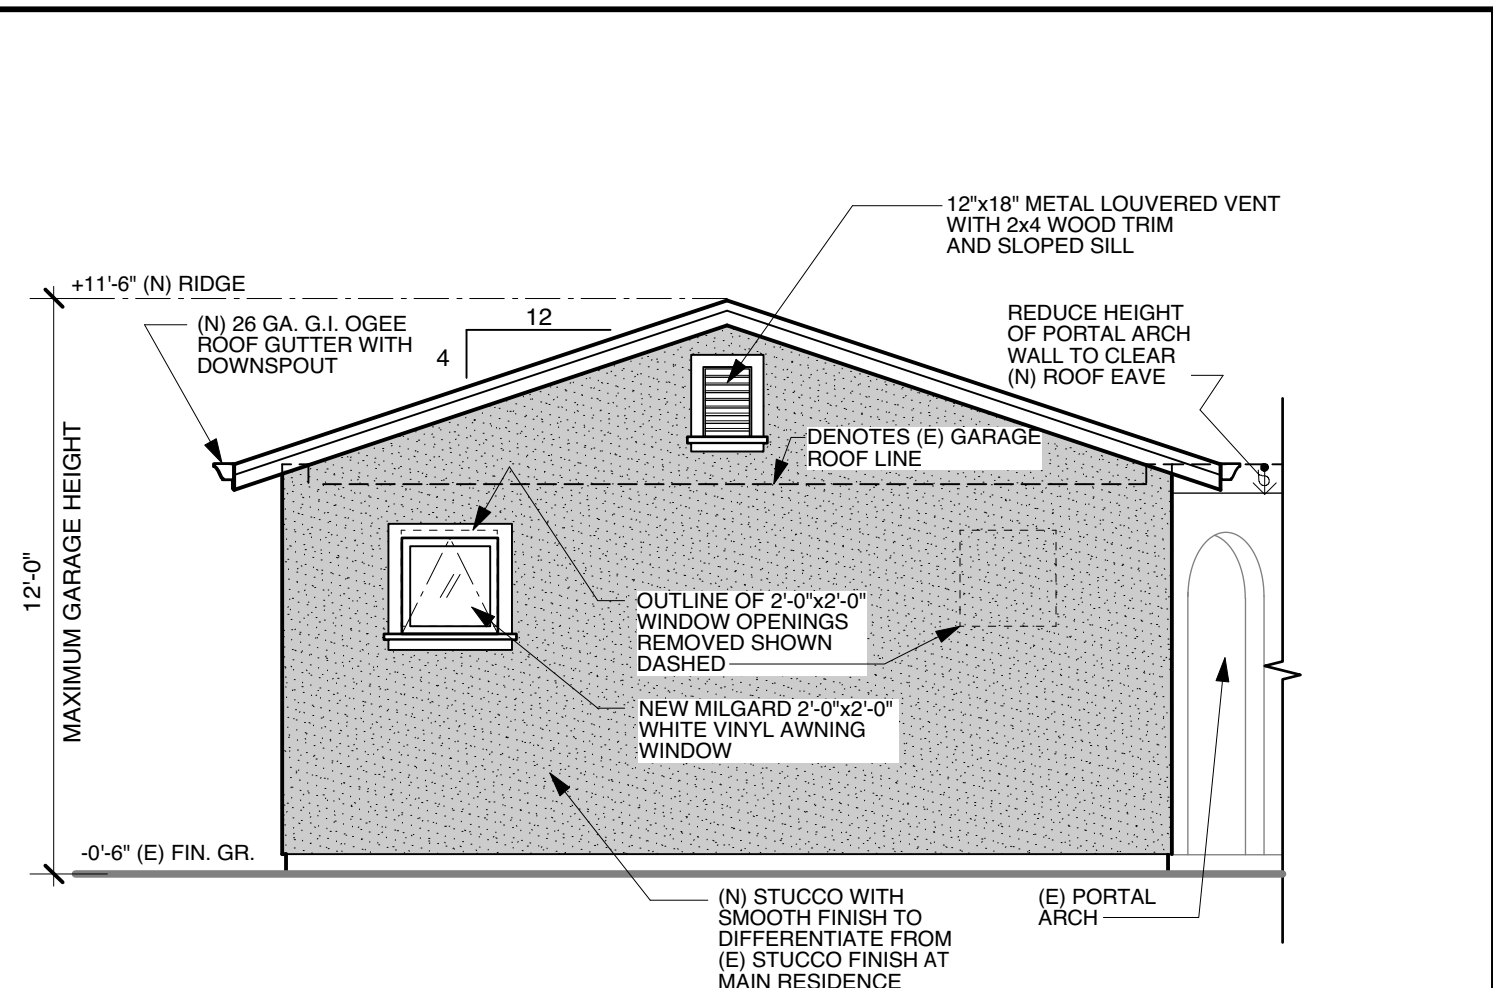 12"x18" METAL LOUVERED VENT
WITH 2x4 WOOD TRIM
AND SLOPED SILL
+11'-6" (N) RIDGE
(N) 26 GA. G.I. OGEE
ROOF GUTTER WITH
DOWNSPOUT
12
4
REDUCE HEIGHT
OF PORTAL ARCH
WALL TO CLEAR
(N) ROOF EAVE
DENOTES (E) GARAGE
ROOF LINE
12'-0"
MAXIMUM GARAGE HEIGHT
OUTLINE OF 2'-0"x2'-0"
WINDOW OPENINGS
REMOVED SHOWN
DASHED
NEW MILGARD 2'-0"x2'-0"
WHITE VINYL AWNING
WINDOW
-0'-6" (E) FIN. GR.
(N) STUCCO WITH
SMOOTH FINISH TO
DIFFERENTIATE FROM
(E) STUCCO FINISH AT
MAIN RESIDENCE
(E) PORTAL
ARCH